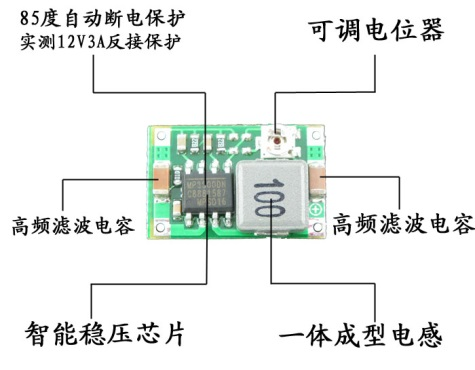 85度自动断电保护
实测12V3A反接保护
可调电位器
高频滤波电容
100
高频滤波电容
智能稳压芯片
一体成型电感